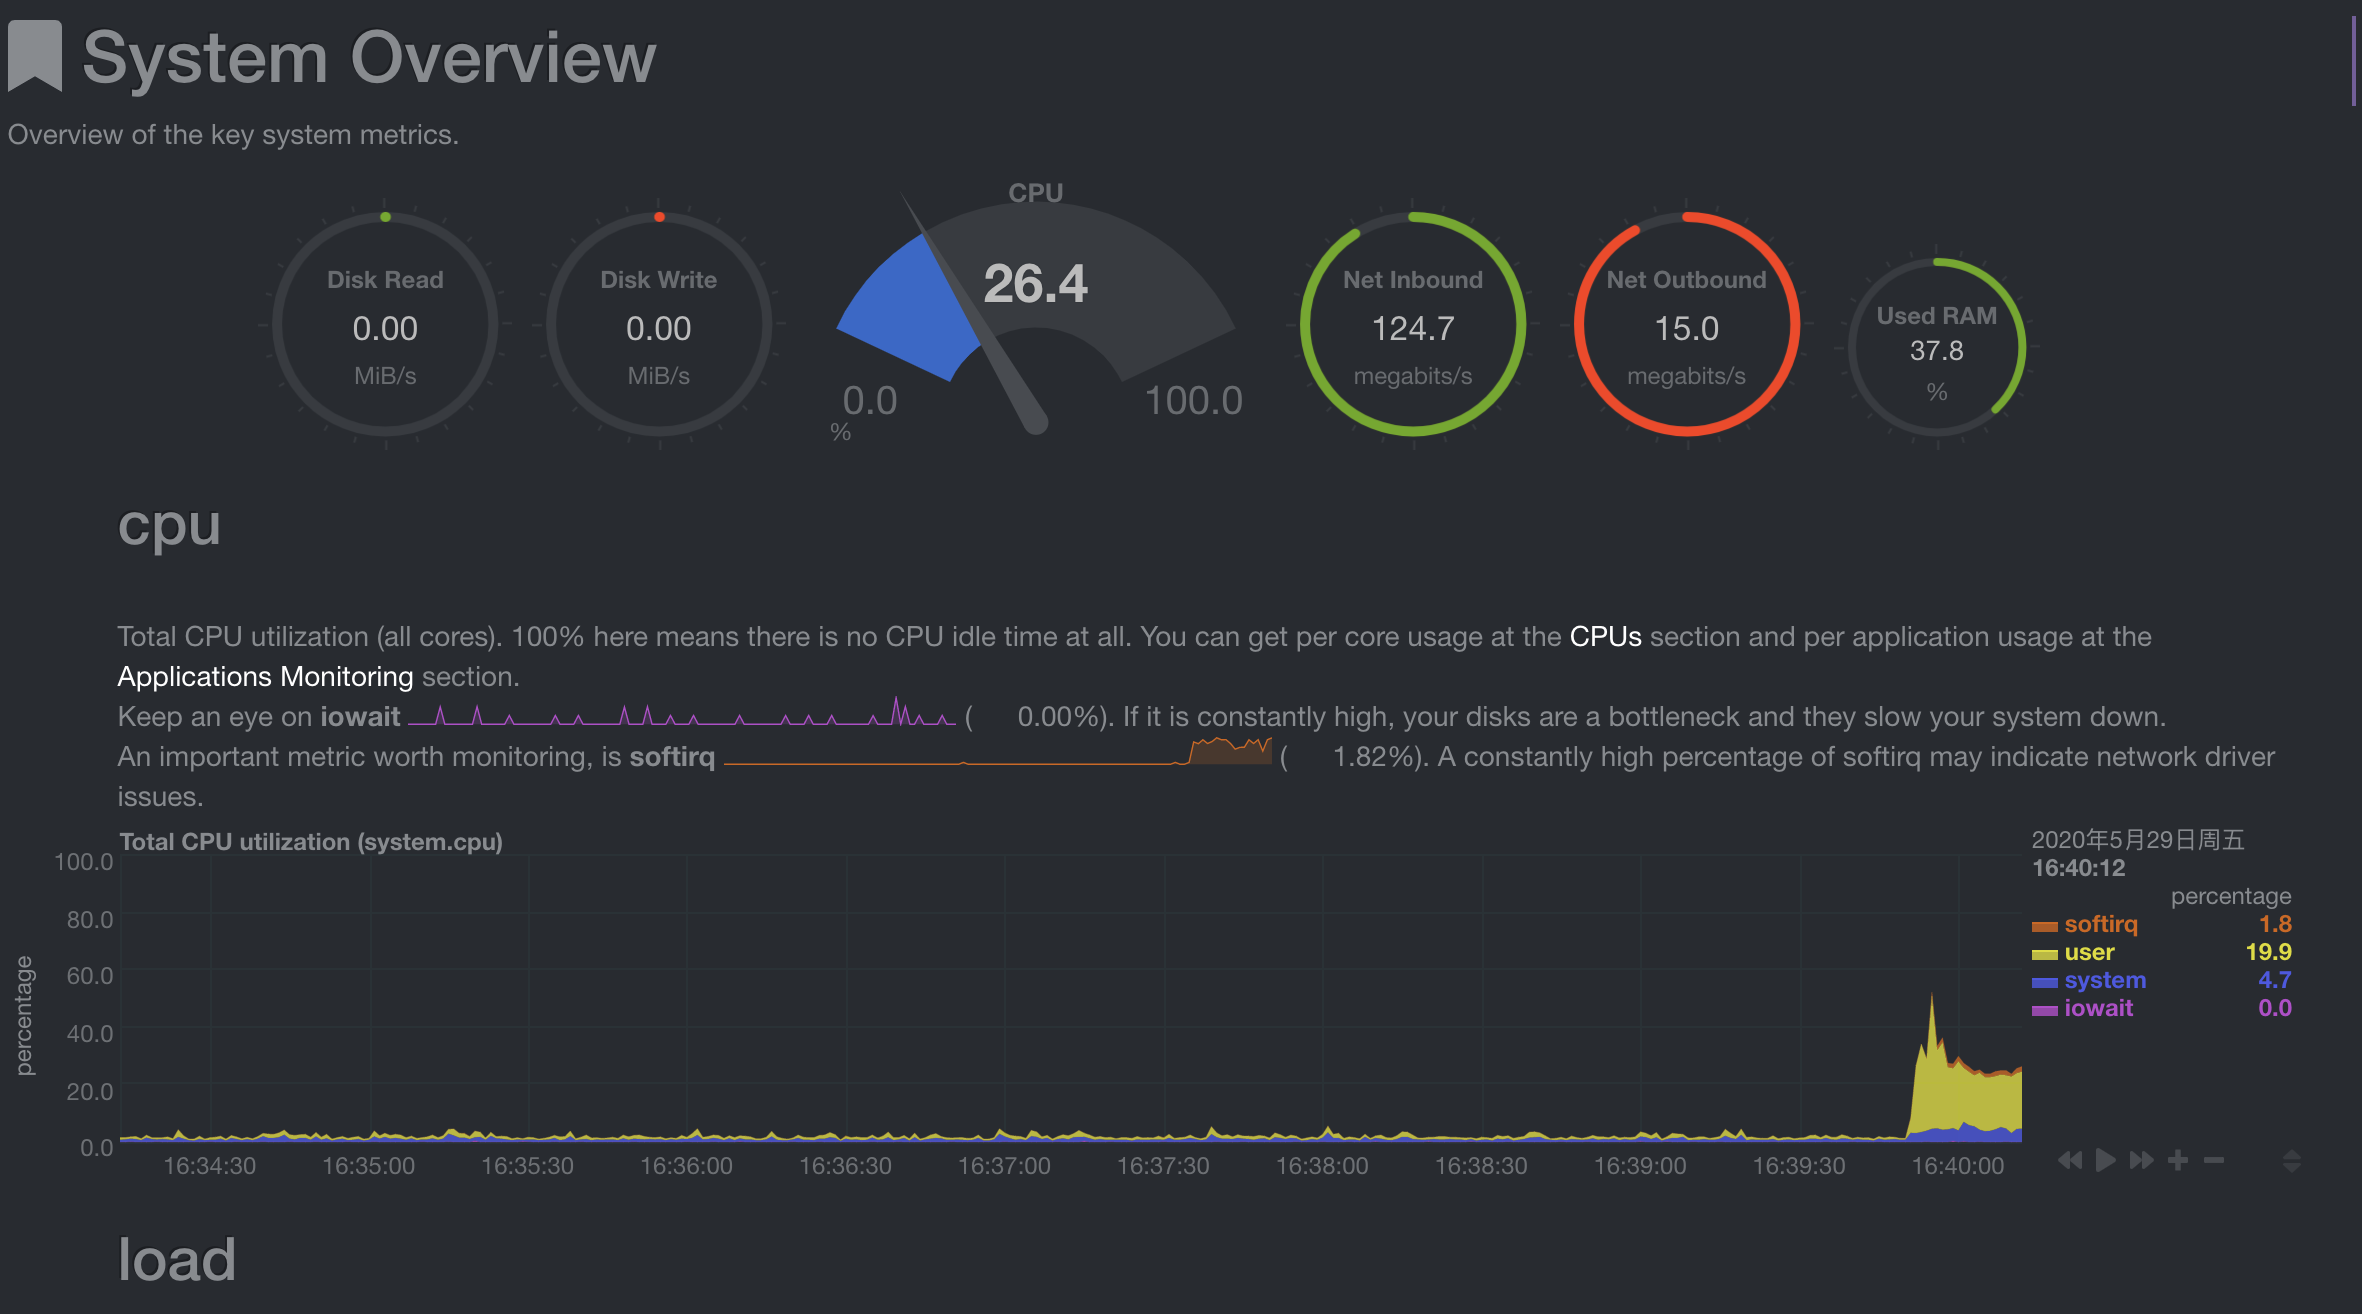 System Overview
Overview of the key system metrics.
CPU
Disk Read
0.00
MiB/s
Disk Write
0.00
MiB/s
26.4
0.0
100.0
%
Net Inbound
124.7
megabits/s
Net Outbound
15.0
megabits/s
Used RAM
37.8
%
cpu
Total CPU utilization (all cores). 100% here means there is no CPU idle time at all. You can get per core usage at the CPUs section and per application usage at the
Applications Monitoring section.
Keep an eye on iowait ( 0.00%). If it is constantly high, your disks are a bottleneck and they slow your system down.
An important metric worth monitoring, is softirq ( 1.82%). A constantly high percentage of softirq may indicate network driver
issues.
Total CPU utilization (system.cpu)
100.0
80.0
60.0
40.0
20.0
0.0
percentage
16:34:30 16:35:00 16:35:30 16:36:00 16:36:30 16:37:00 16:37:30 16:38:00 16:38:30 16:39:00 16:39:30 16:40:00
2020年5月29日周五
16:40:12
percentage
softirq 1.8
user 19.9
system 4.7
iowait 0.0
load